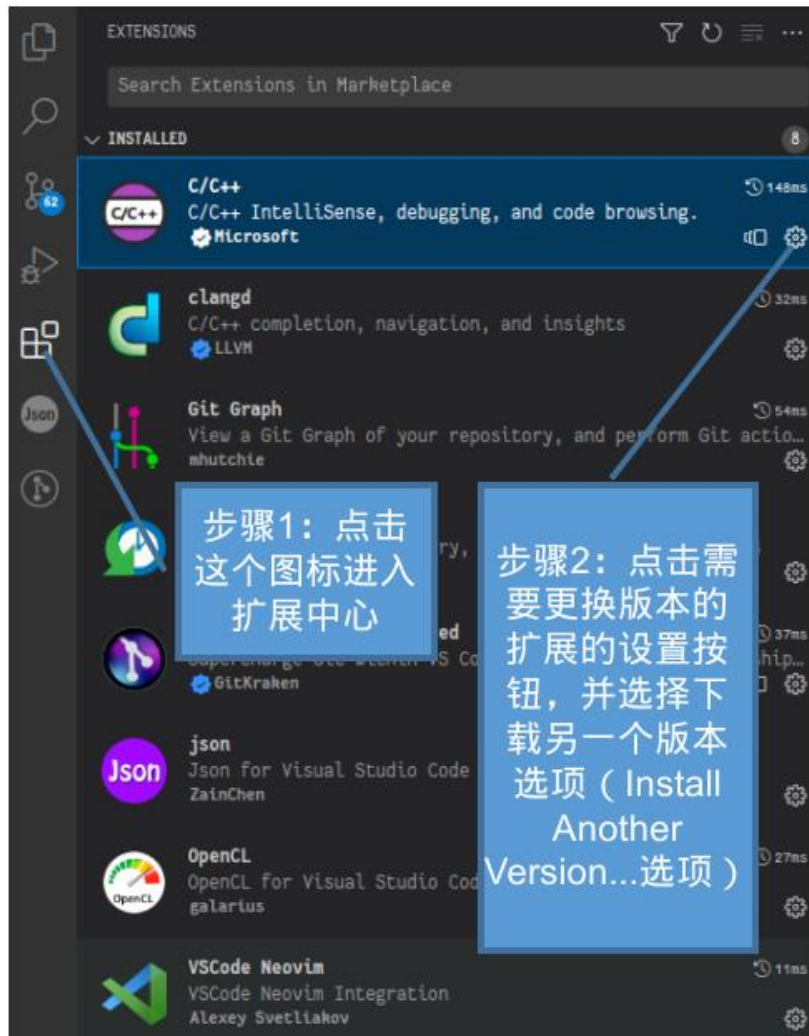 EXTENSIONS
Search Extensions in Marketplace
INSTALLED
8
62
C/C++
C/C++
148ms
C/C++ IntelliSense, debugging, and code browsing.
Microsoft
clangd
32ms
C/C++ completion, navigation, and insights
LLVM
Json
Git Graph
54ms
View a Git Graph of your repository, and perform Git actio...
mhutchie
步骤1：点击
这个图标进入
扩展中心
步骤2：点击需
要更换版本的
扩展的设置按
钮，并选择下
载另一个版本
选项（Install
Another
Version...选项）
ry,
ed
37ms
hip…
GitKraken
Json
json
Json for Visual Studio Code
ZainChen
OpenCL
OpenCL
27ms
OpenCL for Visual Studio Cod
galarius
VSCode Neovim
11ms
VSCode Neovim Integration
Alexey Svetliakov